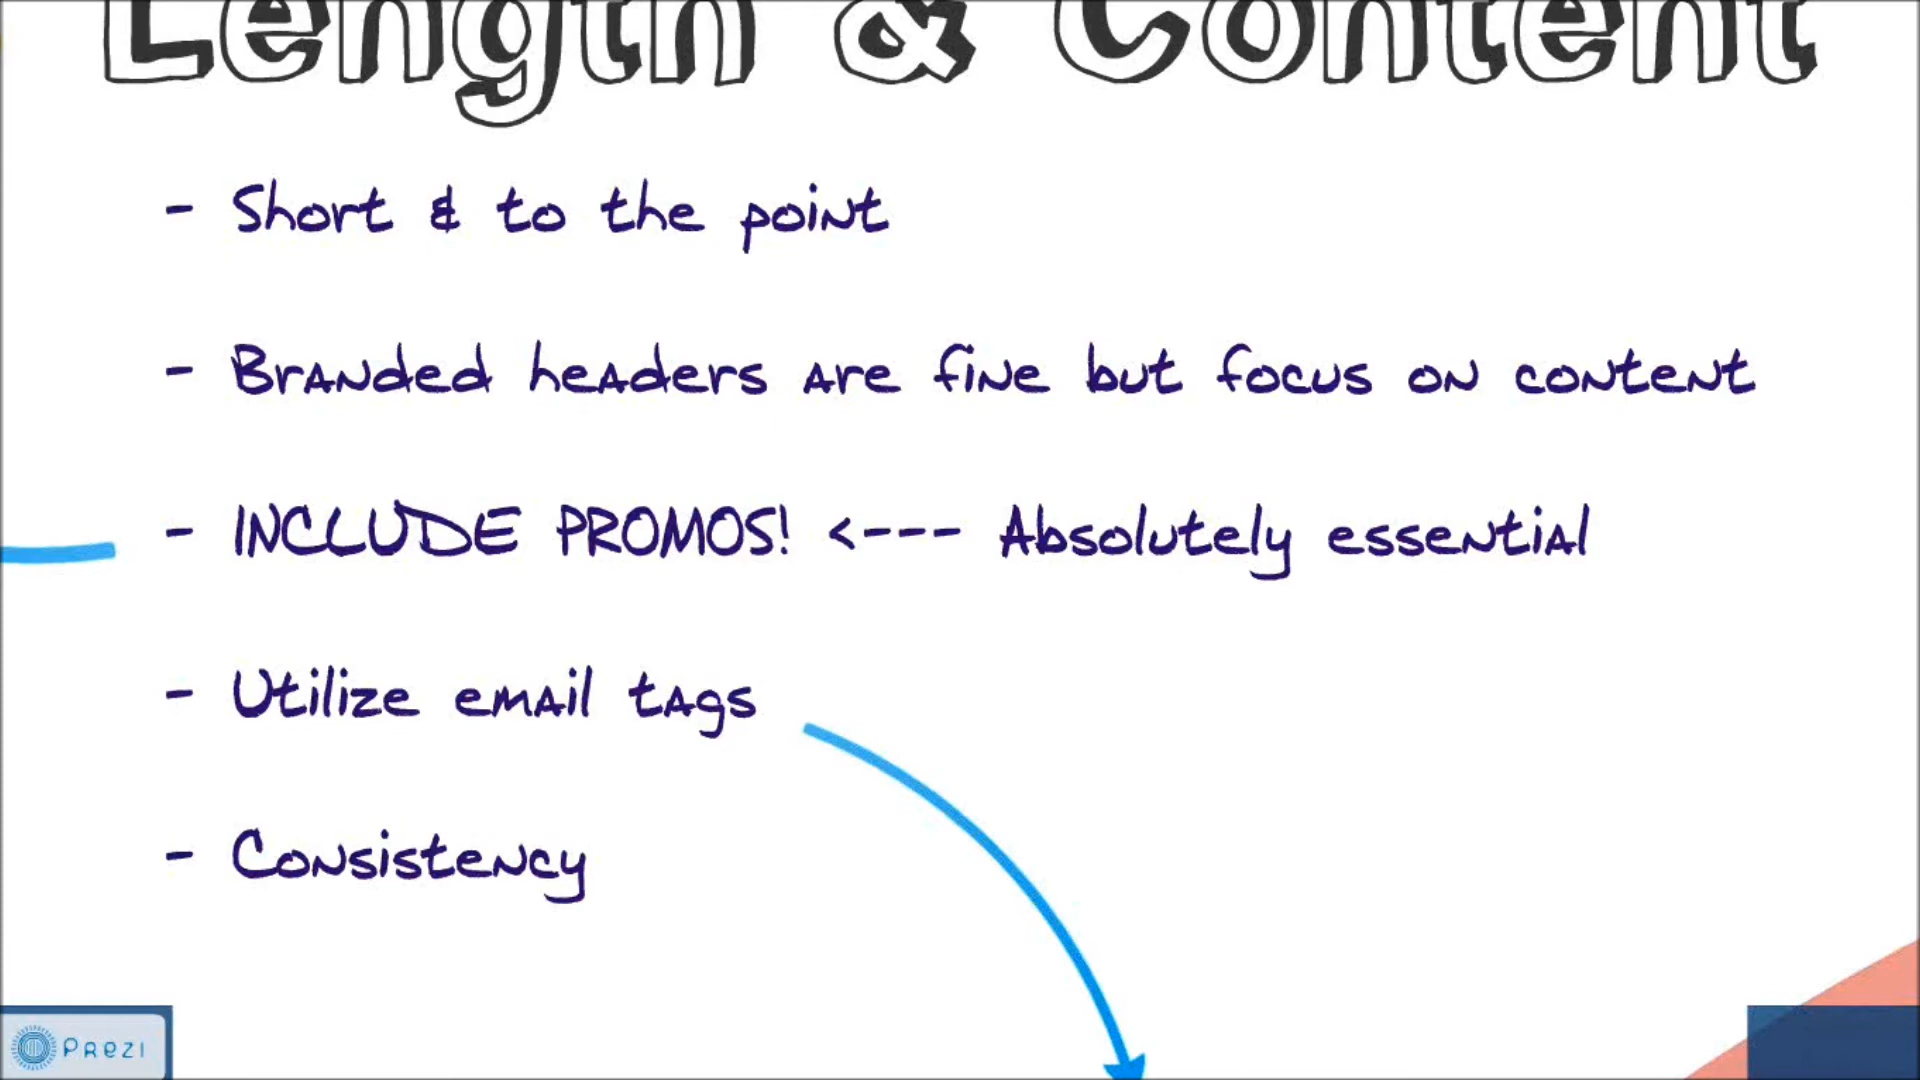 Length & Content
- Short & to the point
- Branded headers are fine but focus on content
- INCLUDE PROMOS! <--- Absolutely essential
- Utilize email tags
- Consistency
Prezi